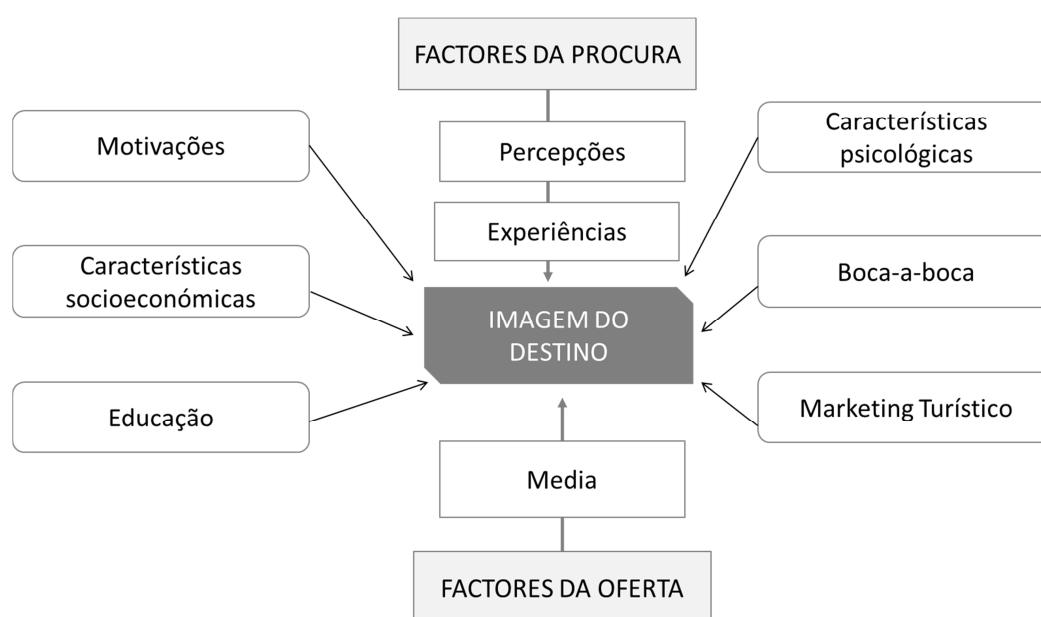 FACTORES DA PROCURA
Motivações
Percepções
Características
psicológicas
Experiências
Características
socioeconómicas
Boca-a-boca
IMAGEM DO
DESTINO
Educação
Marketing Turístico
Media
FACTORES DA OFERTA